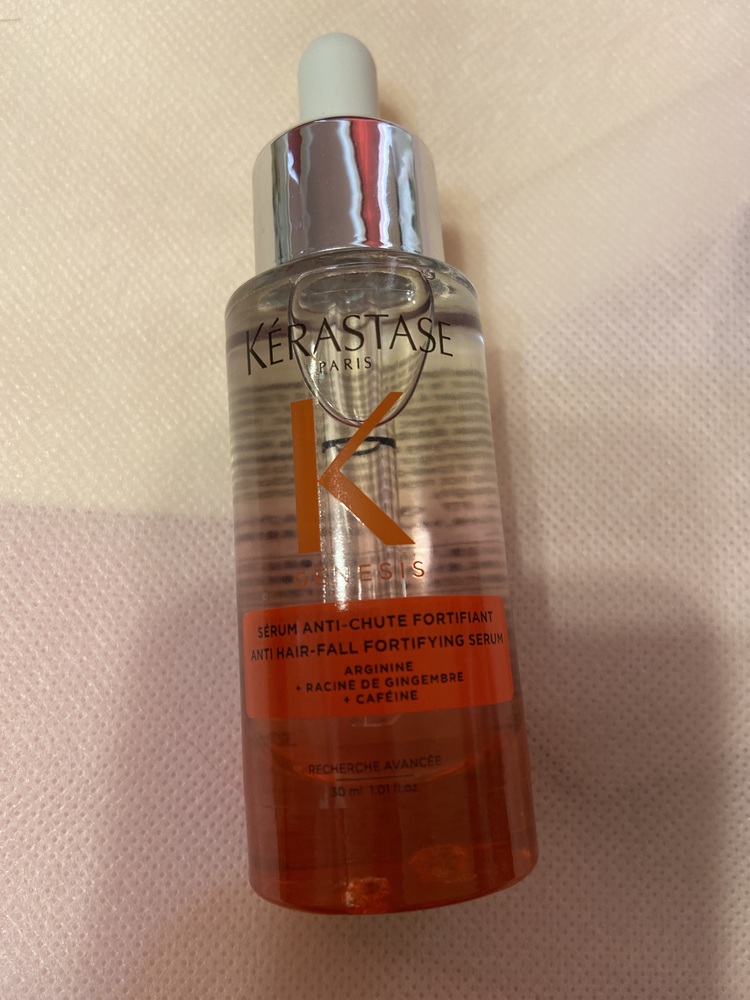 KÉRASTASE
PARIS
K
GENESIS
SÉRUM ANTI-CHUTE FORTIFIANT
ANTI HAIR-FALL FORTIFYING SERUM
ARGININE
+ RACINE DE GINGEMBRE
+ CAFÉINE
RECHERCHE AVANCÉE
30 ml 1.01 fl.oz